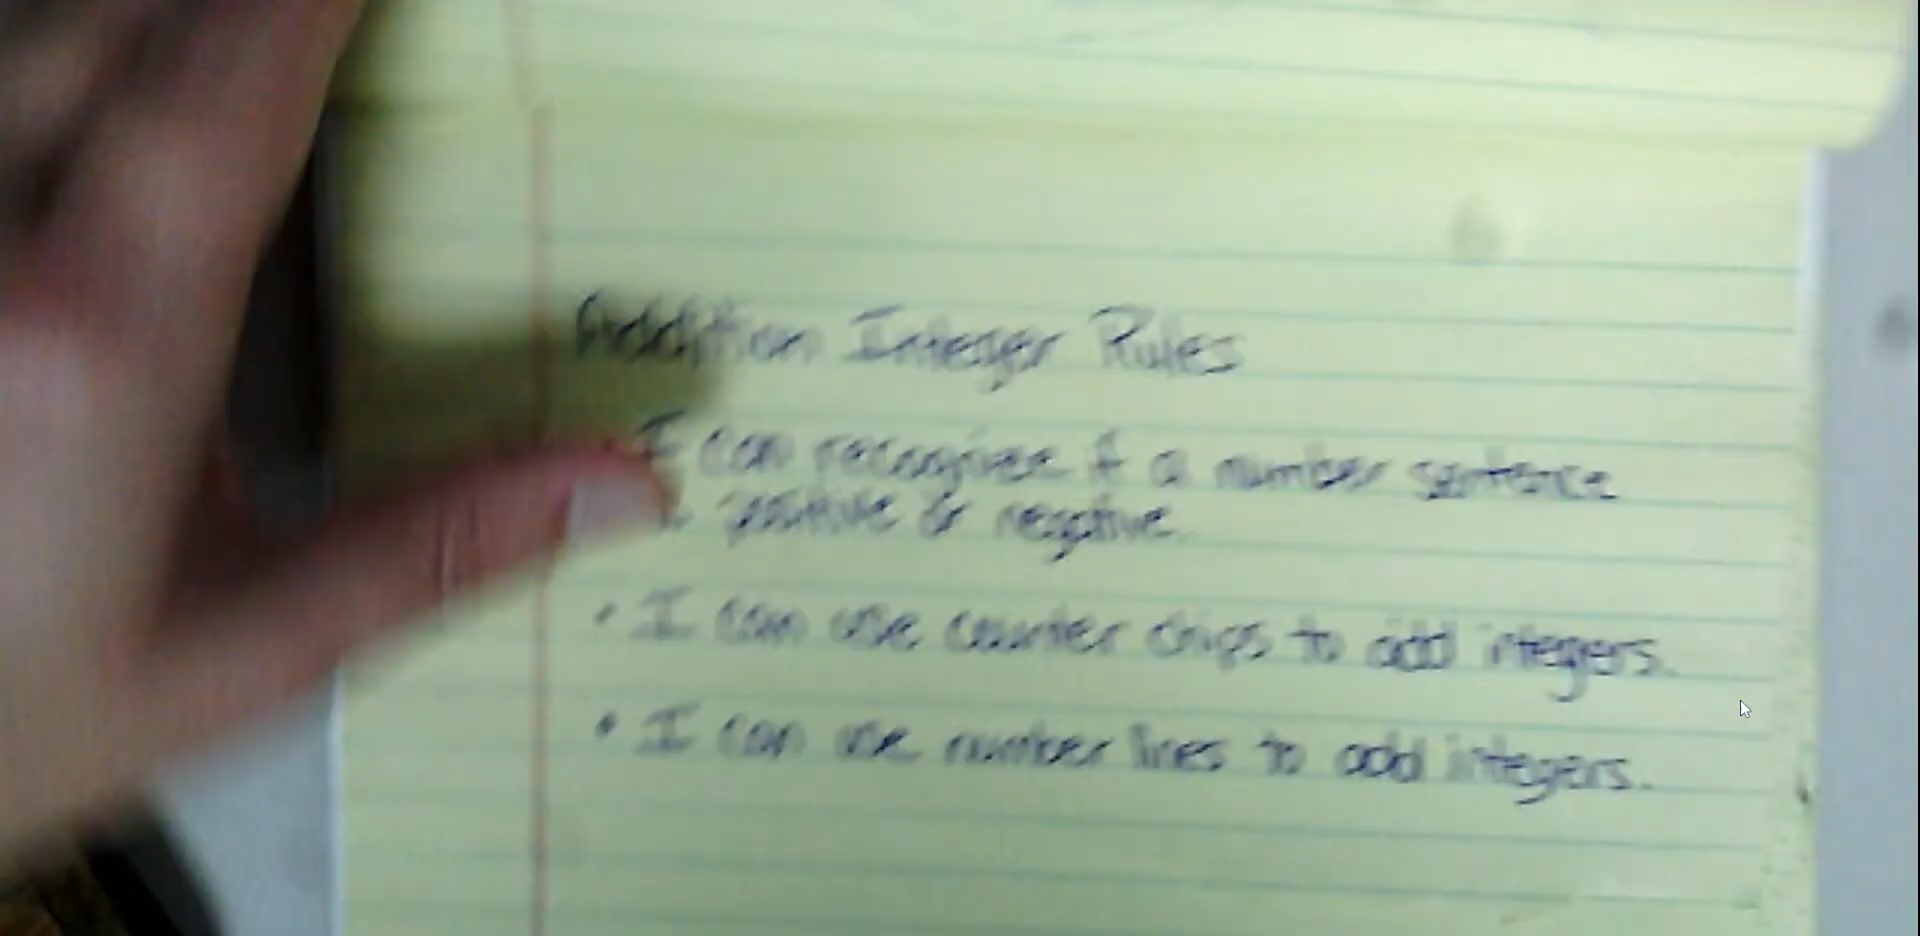 Addition Integer Rules
• I can recognize if a number sentence
is positive or negative.
• I can use counter chips to add integers.
• I can use number lines to add integers.